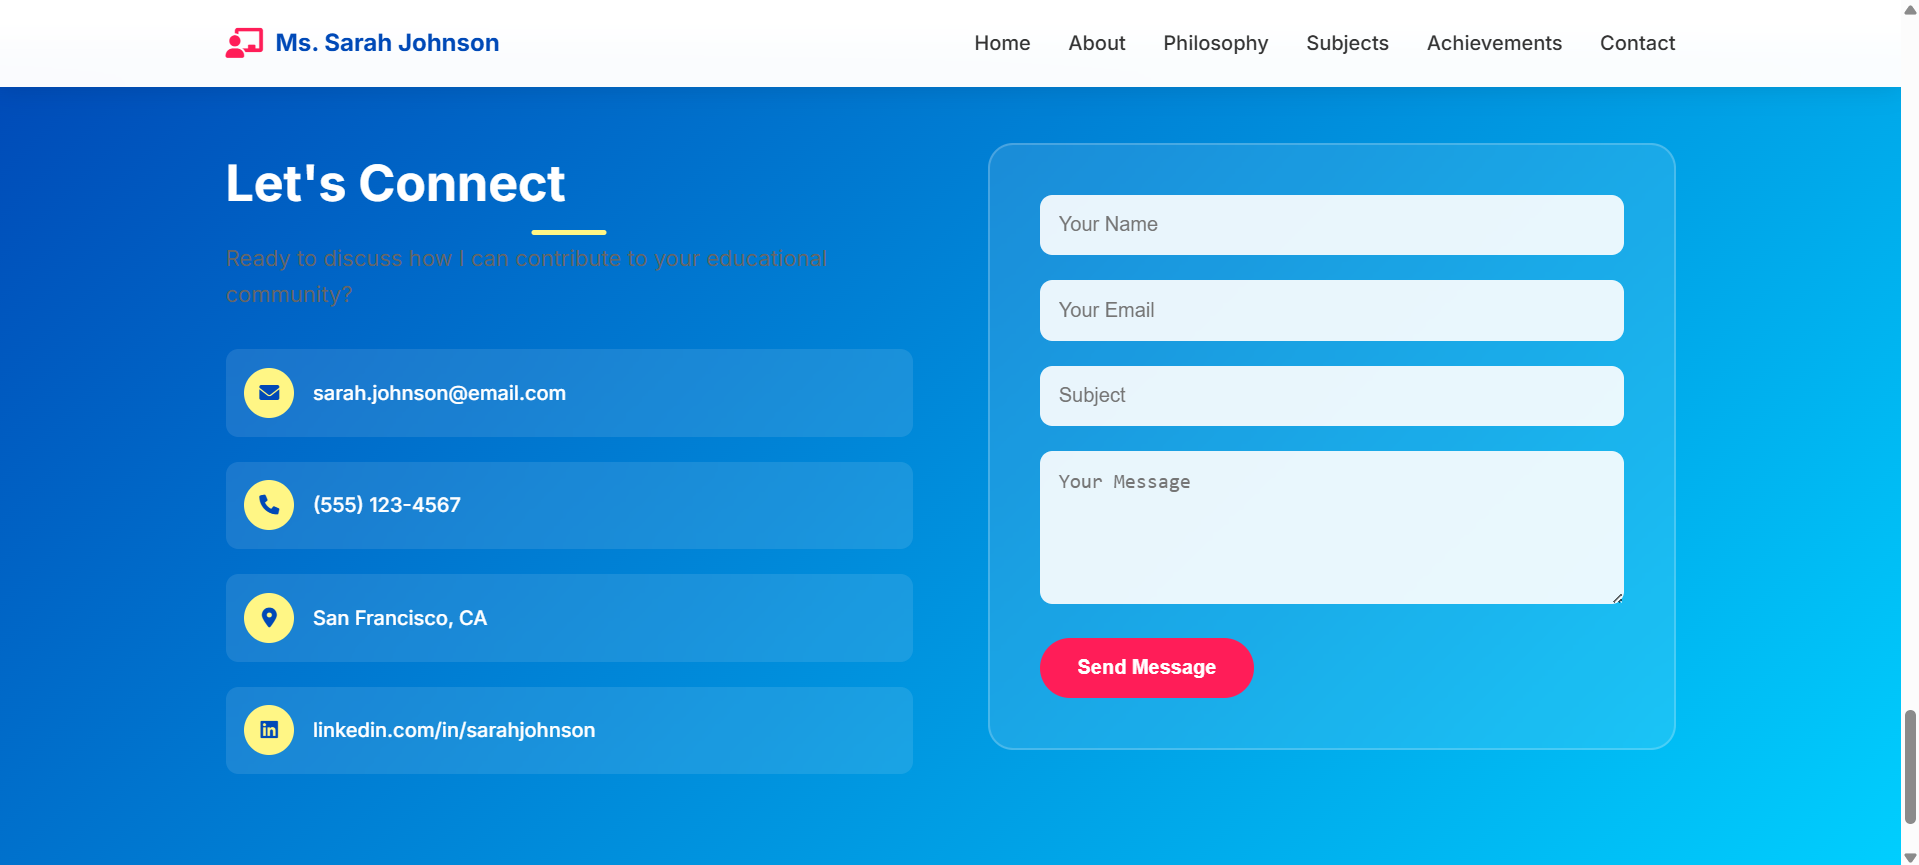 Ms. Sarah Johnson
Home About Philosophy Subjects Achievements Contact
Let's Connect
Ready to discuss how I can contribute to your educational
community?
sarah.johnson@email.com
(555) 123-4567
San Francisco, CA
linkedin.com/in/sarahjohnson
Your Name
Your Email
Subject
Your Message
Send Message